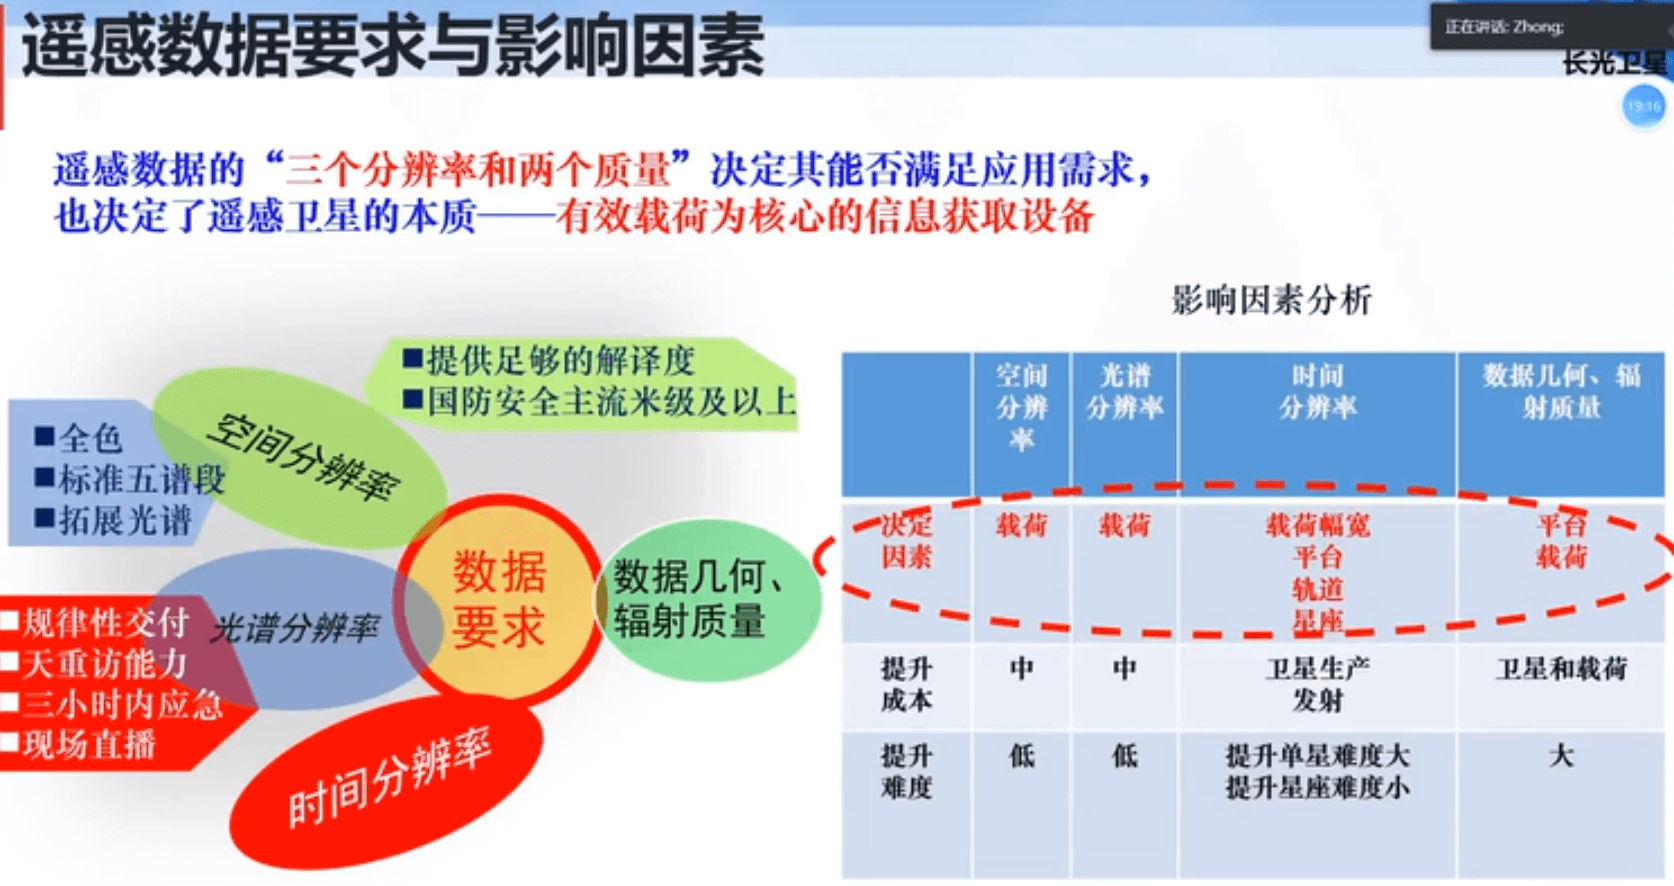 遥感数据要求与影响因素
正在讲话: Zhong;
长光卫星
19:16
遥感数据的“三个分辨率和两个质量”决定其能否满足应用需求，
也决定了遥感卫星的本质——有效载荷为核心的信息获取设备
■提供足够的解译度
■国防安全主流米级及以上
空间分辨率
■全色
■标准五谱段
■拓展光谱
数据
要求
数据几何、
辐射质量
光谱分辨率
■规律性交付
■天重访能力
■三小时内应急
■现场直播
时间分辨率
影响因素分析
空间
分辨
率
光谱
分辨率
时间
分辨率
数据几何、辐
射质量
决定
因素
载荷
载荷
载荷幅宽
平台
轨道
星座
平台
载荷
提升
成本
中
中
卫星生产
发射
卫星和载荷
提升
难度
低
低
提升单星难度大
提升星座难度小
大